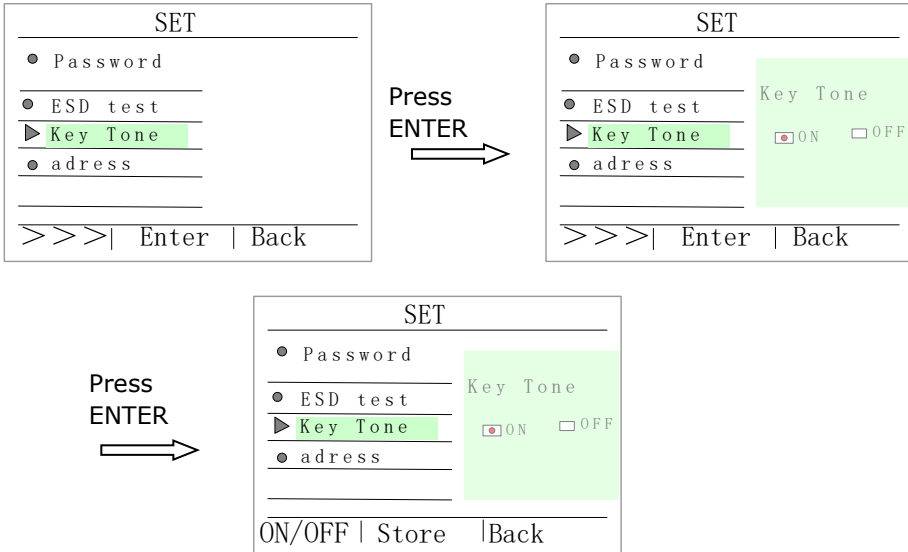 SET
Password
ESD test
Key Tone
adress
>>>| Enter | Back
Press
ENTER
SET
Password
ESD test
Key Tone
adress
Key Tone
ON OFF
>>>| Enter | Back
Press
ENTER
SET
Password
ESD test
Key Tone
adress
Key Tone
ON OFF
ON/OFF | Store | Back